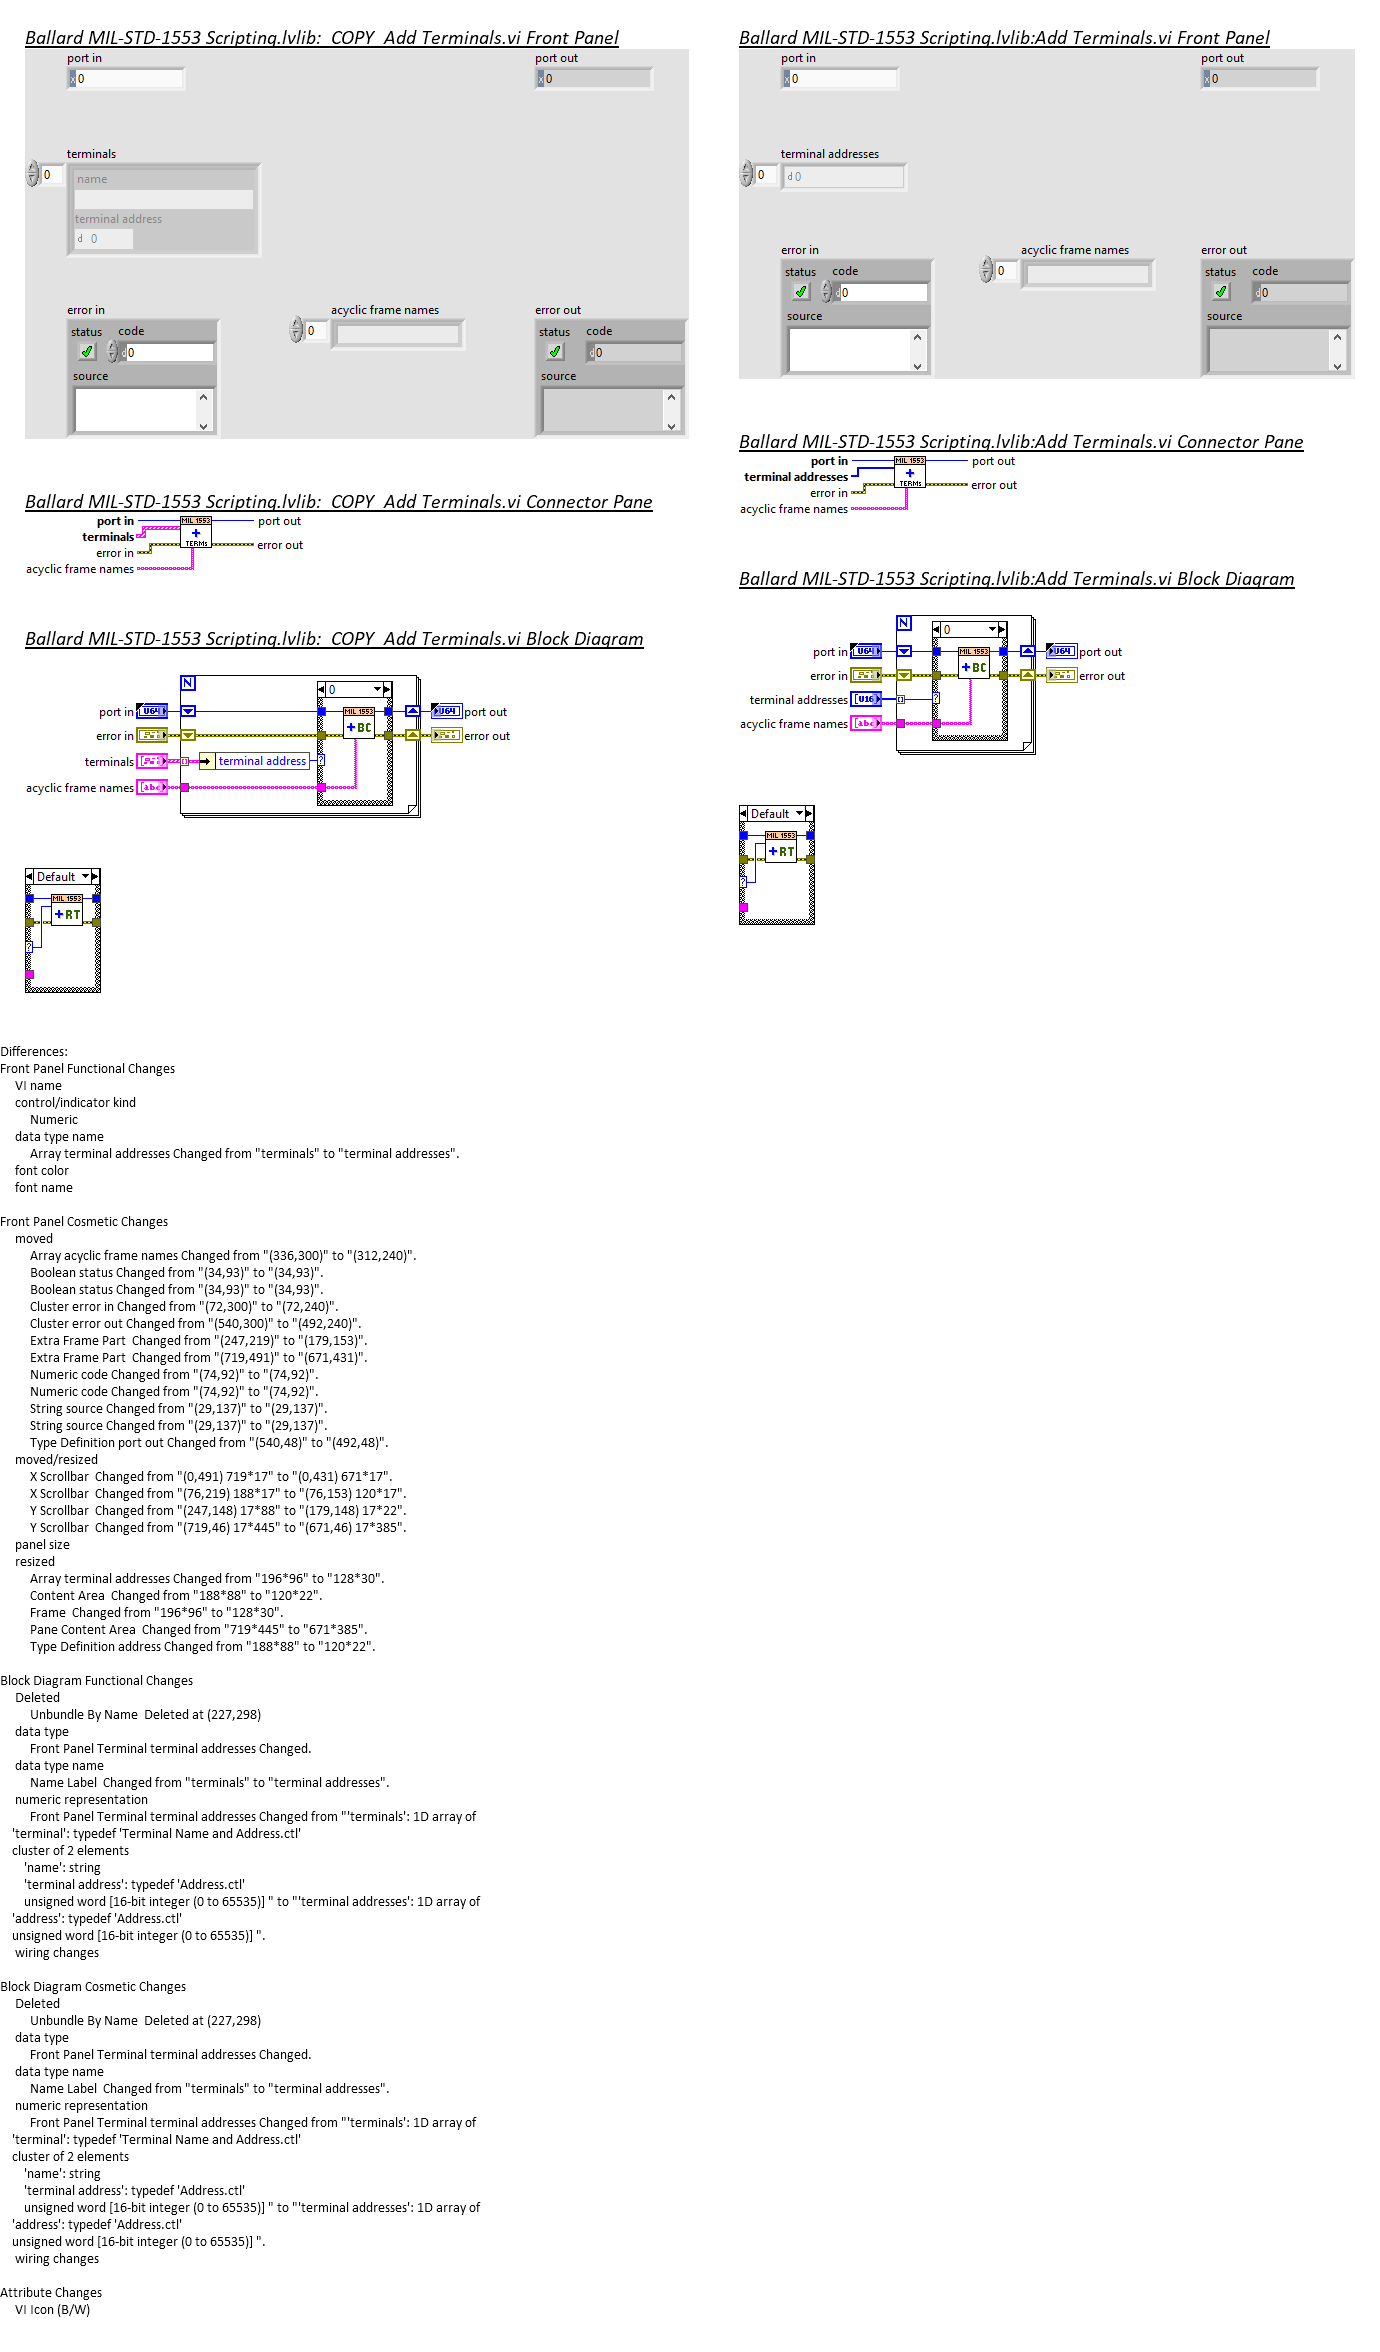 Ballard MIL-STD-1553 Scripting.lvlib:_COPY_Add Terminals.vi Front Panel
port in
x 0
port out
x 0
terminals
0
name
terminal address
d 0
error in
status code
d 0
source
acyclic frame names
0
error out
status code
d 0
source
Ballard MIL-STD-1553 Scripting.lvlib:_COPY_Add Terminals.vi Connector Pane
port in
terminals
error in
acyclic frame names
MIL 1553
+
TERMs
port out
error out
Ballard MIL-STD-1553 Scripting.lvlib:_COPY_Add Terminals.vi Block Diagram
N
0
port in
U64
MIL 1553
+BC
U64
port out
error in
error out
terminals
terminal address
?
acyclic frame names
[abc]
Default
MIL 1553
+RT
?
Ballard MIL-STD-1553 Scripting.lvlib:Add Terminals.vi Front Panel
port in
x 0
port out
x 0
terminal addresses
0
d 0
error in
status code
d 0
source
acyclic frame names
0
error out
status code
d 0
source
Ballard MIL-STD-1553 Scripting.lvlib:Add Terminals.vi Connector Pane
port in
terminal addresses
error in
acyclic frame names
MIL 1553
+
TERMs
port out
error out
Ballard MIL-STD-1553 Scripting.lvlib:Add Terminals.vi Block Diagram
N
0
port in
U64
MIL 1553
+BC
U64
port out
error in
error out
terminal addresses
[U16]
?
acyclic frame names
[abc]
Default
MIL 1553
+RT
?
Differences:
Front Panel Functional Changes
VI name
control/indicator kind
Numeric
data type name
Array terminal addresses Changed from "terminals" to "terminal addresses".
font color
font name
Front Panel Cosmetic Changes
moved
Array acyclic frame names Changed from "(336,300)" to "(312,240)".
Boolean status Changed from "(34,93)" to "(34,93)".
Boolean status Changed from "(34,93)" to "(34,93)".
Cluster error in Changed from "(72,300)" to "(72,240)".
Cluster error out Changed from "(540,300)" to "(492,240)".
Extra Frame Part  Changed from "(247,219)" to "(179,153)".
Extra Frame Part  Changed from "(719,491)" to "(671,431)".
Numeric code Changed from "(74,92)" to "(74,92)".
Numeric code Changed from "(74,92)" to "(74,92)".
String source Changed from "(29,137)" to "(29,137)".
String source Changed from "(29,137)" to "(29,137)".
Type Definition port out Changed from "(540,48)" to "(492,48)".
moved/resized
X Scrollbar  Changed from "(0,491) 719*17" to "(0,431) 671*17".
X Scrollbar  Changed from "(76,219) 188*17" to "(76,153) 120*17".
Y Scrollbar  Changed from "(247,148) 17*88" to "(179,148) 17*22".
Y Scrollbar  Changed from "(719,46) 17*445" to "(671,46) 17*385".
panel size
resized
Array terminal addresses Changed from "196*96" to "128*30".
Content Area  Changed from "188*88" to "120*22".
Frame  Changed from "196*96" to "128*30".
Pane Content Area  Changed from "719*445" to "671*385".
Type Definition address Changed from "188*88" to "120*22".
Block Diagram Functional Changes
Deleted
Unbundle By Name  Deleted at (227,298)
data type
Front Panel Terminal terminal addresses Changed.
data type name
Name Label  Changed from "terminals" to "terminal addresses".
numeric representation
Front Panel Terminal terminal addresses Changed from "'terminals': 1D array of
'terminal': typedef 'Terminal Name and Address.ctl'
cluster of 2 elements
'name': string
'terminal address': typedef 'Address.ctl'
unsigned word [16-bit integer (0 to 65535)] " to "'terminal addresses': 1D array of
'address': typedef 'Address.ctl'
unsigned word [16-bit integer (0 to 65535)] ".
wiring changes
Block Diagram Cosmetic Changes
Deleted
Unbundle By Name  Deleted at (227,298)
data type
Front Panel Terminal terminal addresses Changed.
data type name
Name Label  Changed from "terminals" to "terminal addresses".
numeric representation
Front Panel Terminal terminal addresses Changed from "'terminals': 1D array of
'terminal': typedef 'Terminal Name and Address.ctl'
cluster of 2 elements
'name': string
'terminal address': typedef 'Address.ctl'
unsigned word [16-bit integer (0 to 65535)] " to "'terminal addresses': 1D array of
'address': typedef 'Address.ctl'
unsigned word [16-bit integer (0 to 65535)] ".
wiring changes
Attribute Changes
VI Icon (B/W)